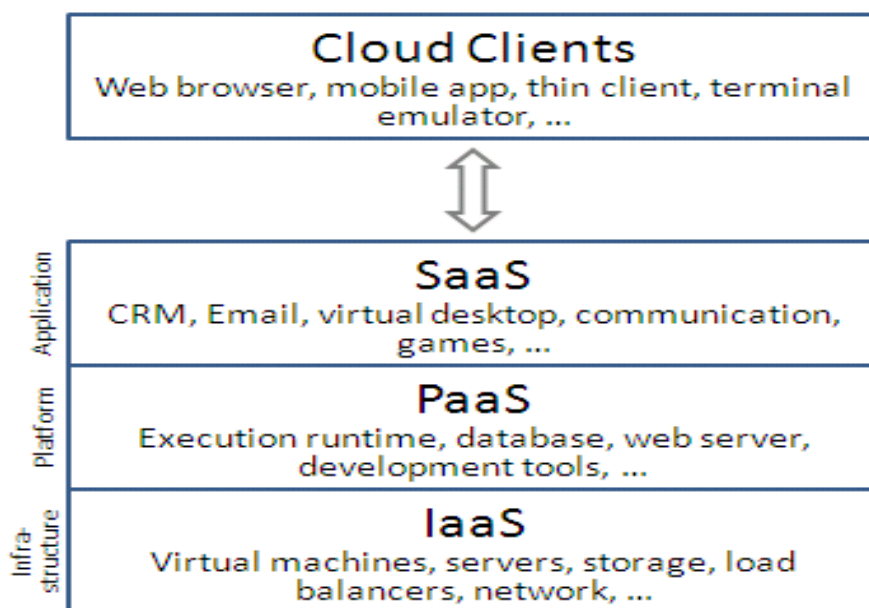 Cloud Clients
Web browser, mobile app, thin client, terminal
emulator, ...
Application
SaaS
CRM, Email, virtual desktop, communication,
games, ...
Platform
PaaS
Execution runtime, database, web server,
development tools, ...
Infra-
structure
IaaS
Virtual machines, servers, storage, load
balancers, network, ...